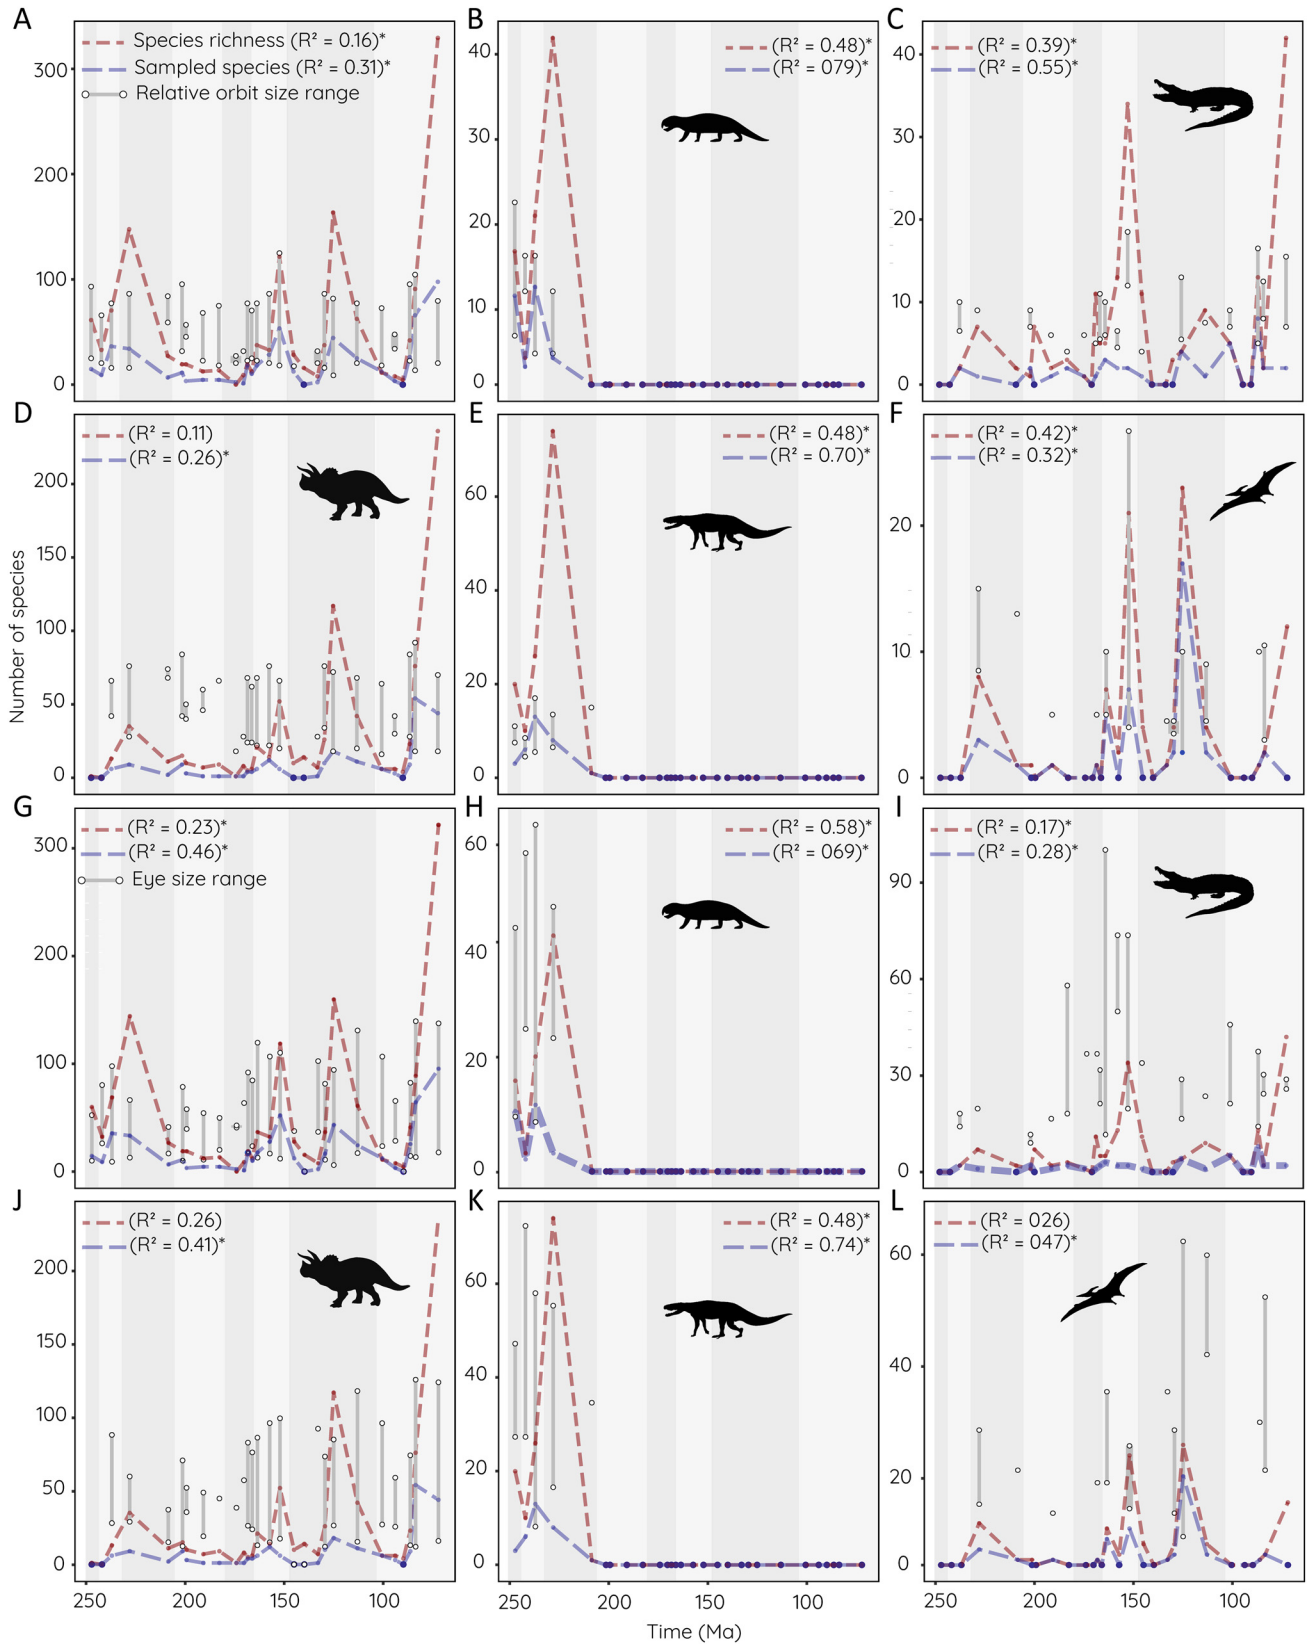 A
Species richness (R² = 0.16)*
Sampled species (R² = 0.31)*
Relative orbit size range
300
200
100
0
B
(R² = 0.48)*
(R² = 079)*
40
30
20
10
0
C
(R² = 0.39)*
(R² = 0.55)*
40
30
20
10
0
D
(R² = 0.11)
(R² = 0.26)*
200
150
100
50
0
E
(R² = 0.48)*
(R² = 0.70)*
60
40
20
0
F
(R² = 0.42)*
(R² = 0.32)*
20
10
0
Number of species
G
(R² = 0.23)*
(R² = 0.46)*
Eye size range
300
200
100
0
H
(R² = 0.58)*
(R² = 069)*
60
40
20
0
I
(R² = 0.17)*
(R² = 0.28)*
90
60
30
0
J
(R² = 0.26)
(R² = 0.41)*
200
150
100
50
0
250 200 150 100
K
(R² = 0.48)*
(R² = 0.74)*
60
40
20
0
250 200 150 100
L
(R² = 026)
(R² = 047)*
60
40
20
0
250 200 150 100
Time (Ma)